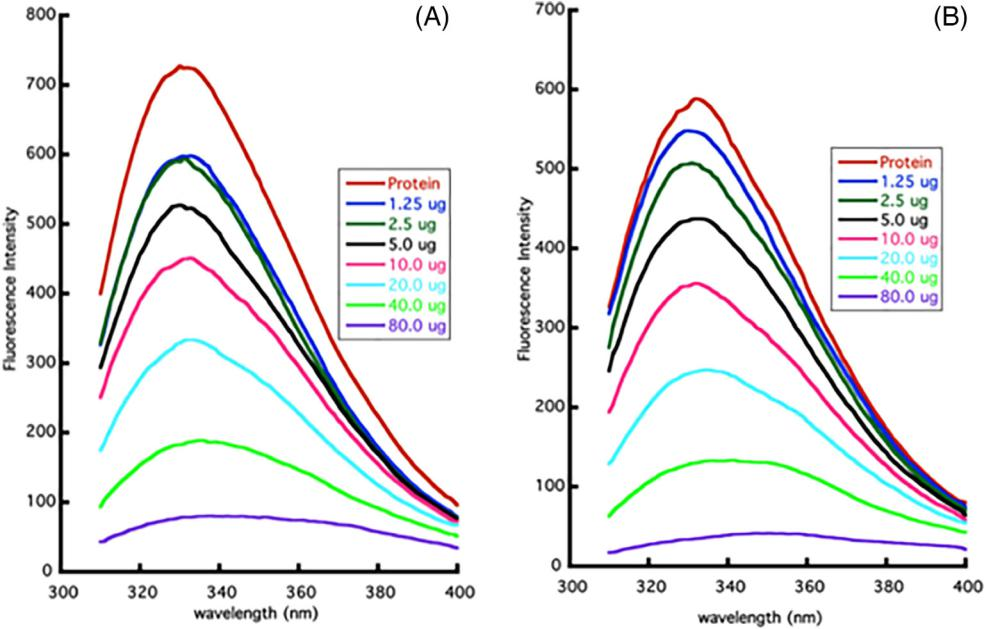 (A)
800
700
600
500
400
300
200
100
0
300 320 340 360 380 400
wavelength (nm)
Fluorescence Intensity
Protein
1.25 ug
2.5 ug
5.0 ug
10.0 ug
20.0 ug
40.0 ug
80.0 ug
(B)
700
600
500
400
300
200
100
0
300 320 340 360 380 400
wavelength (nm)
Fluorescence Intensity
Protein
1.25 ug
2.5 ug
5.0 ug
10.0 ug
20.0 ug
40.0 ug
80.0 ug